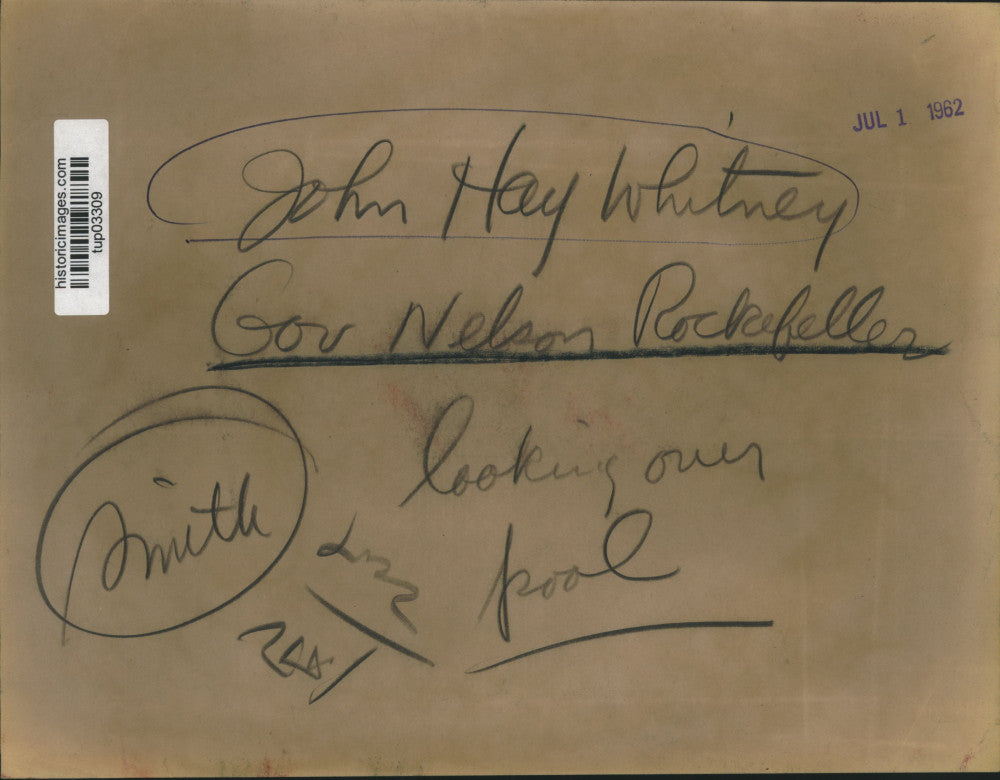 JUL 1 1962
John Hay Whitney
Gov Nelson Rockefeller
looking over
pool
Smith
historicimages.com
tup03309